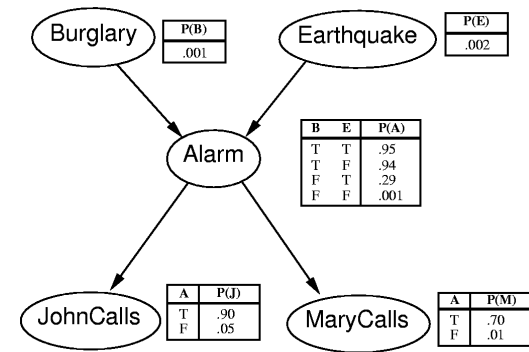 Burglary
P(B)
.001
Earthquake
P(E)
.002
Alarm
B E P(A)
T T .95
T F .94
F T .29
F F .001
JohnCalls
A P(J)
T .90
F .05
MaryCalls
A P(M)
T .70
F .01